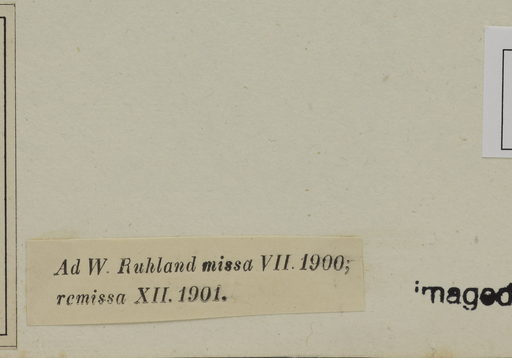 Ad W. Ruhland missa VII. 1900;
remissa XII. 1901.
imaged